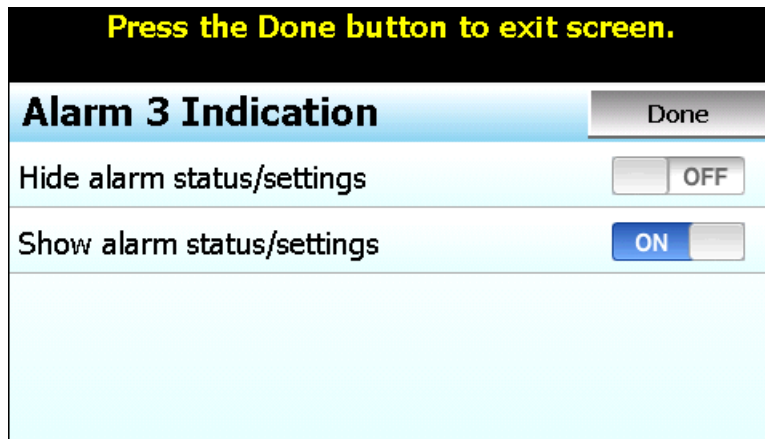 Press the Done button to exit screen.
Alarm 3 Indication
Done
Hide alarm status/settings
OFF
Show alarm status/settings
ON